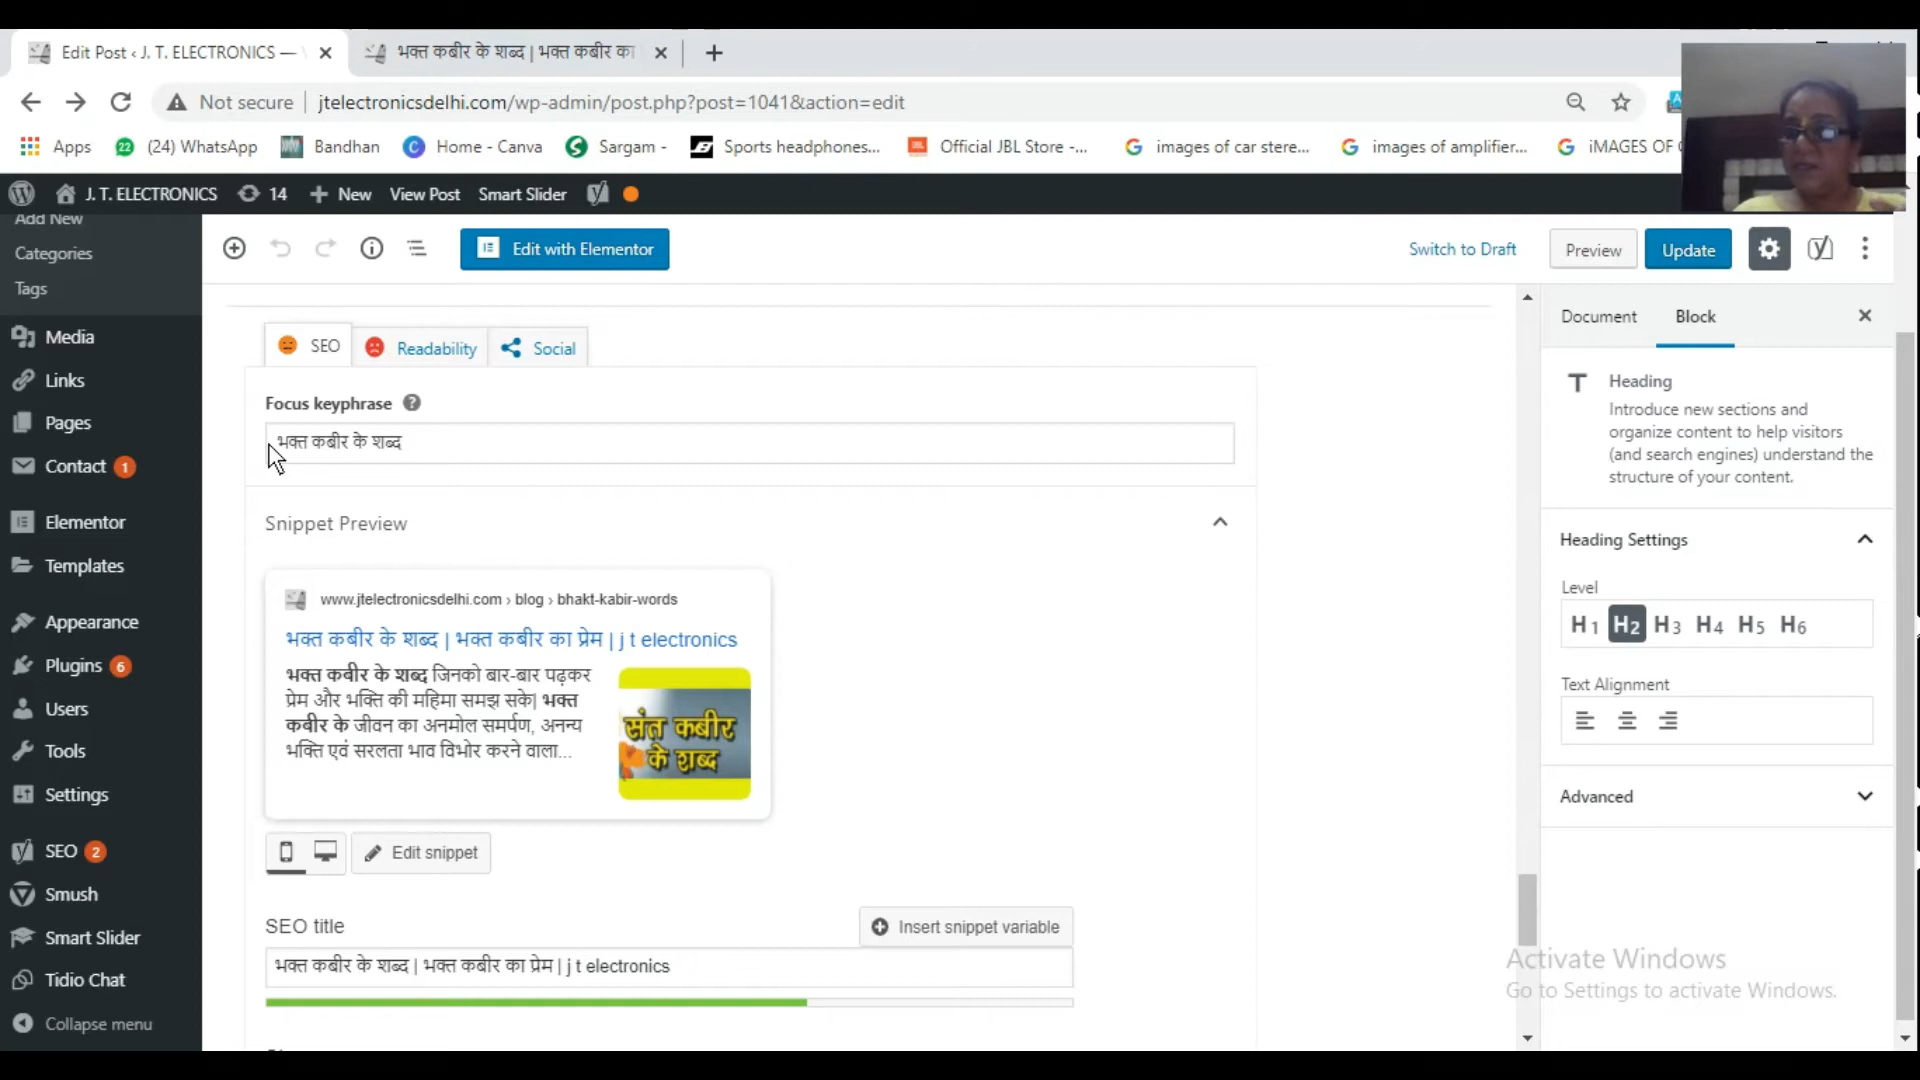 Edit Post ‹ J. T. ELECTRONICS —
भक्त कबीर के शब्द | भक्त कबीर का
Not secure
jtelectronicsdelhi.com/wp-admin/post.php?post=1041&action=edit
Apps
22
(24) WhatsApp
Bandhan
Home - Canva
Sargam -
Sports headphones...
Official JBL Store -...
images of car stere...
images of amplifier...
iMAGES OF
J. T. ELECTRONICS
14
New
View Post
Smart Slider
Add New
Categories
Tags
Media
Links
Pages
Contact 1
Elementor
Templates
Appearance
Plugins 6
Users
Tools
Settings
SEO 2
Smush
Smart Slider
Tidio Chat
Collapse menu
Edit with Elementor
Switch to Draft
Preview
Update
SEO
Readability
Social
Focus keyphrase
भक्त कबीर के शब्द
Snippet Preview
www.jtelectronicsdelhi.com › blog › bhakt-kabir-words
भक्त कबीर के शब्द | भक्त कबीर का प्रेम | j t electronics
भक्त कबीर के शब्द जिनको बार-बार पढ़कर
प्रेम और भक्ति की महिमा समझ सके| भक्त
कबीर के जीवन का अनमोल समर्पण, अनन्य
भक्ति एवं सरलता भाव विभोर करने वाला...
संत कबीर
के शब्द
Edit snippet
SEO title
Insert snippet variable
भक्त कबीर के शब्द | भक्त कबीर का प्रेम | j t electronics
Document
Block
Heading
Introduce new sections and
organize content to help visitors
(and search engines) understand the
structure of your content.
Heading Settings
Level
H1 H2 H3 H4 H5 H6
Text Alignment
Advanced
Activate Windows
Go to Settings to activate Windows.